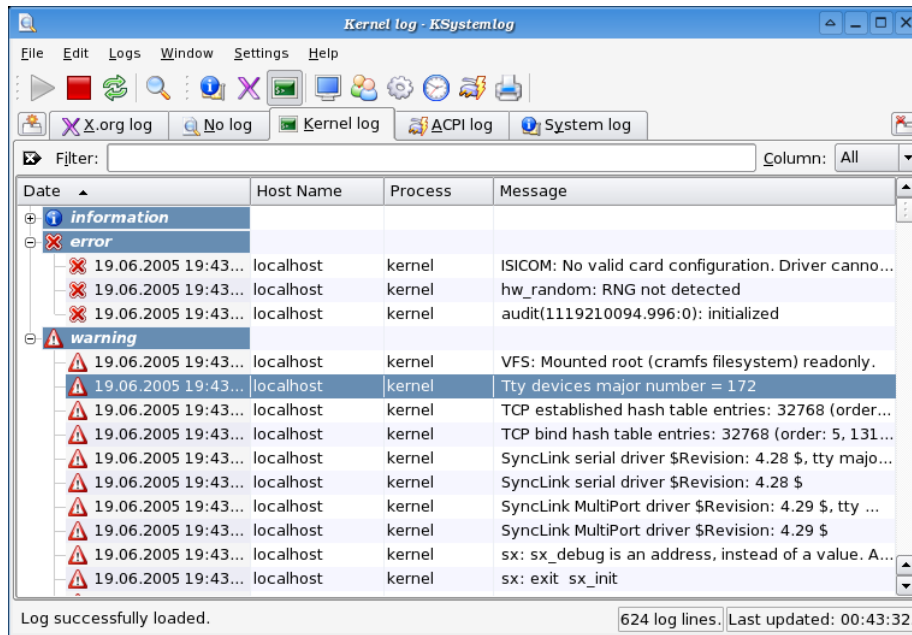 Kernel log - KSystemlog
File Edit Logs Window Settings Help
X.org log No log Kernel log ACPI log System log
Filter: Column: All
Date Host Name Process Message
information
error
19.06.2005 19:43... localhost kernel ISICOM: No valid card configuration. Driver canno...
19.06.2005 19:43... localhost kernel hw_random: RNG not detected
19.06.2005 19:43... localhost kernel audit(1119210094.996:0): initialized
warning
19.06.2005 19:43... localhost kernel VFS: Mounted root (cramfs filesystem) readonly.
19.06.2005 19:43... localhost kernel Tty devices major number = 172
19.06.2005 19:43... localhost kernel TCP established hash table entries: 32768 (order...
19.06.2005 19:43... localhost kernel TCP bind hash table entries: 32768 (order: 5, 131...
19.06.2005 19:43... localhost kernel SyncLink serial driver $Revision: 4.28 $, tty majo...
19.06.2005 19:43... localhost kernel SyncLink serial driver $Revision: 4.28 $
19.06.2005 19:43... localhost kernel SyncLink MultiPort driver $Revision: 4.29 $, tty ...
19.06.2005 19:43... localhost kernel SyncLink MultiPort driver $Revision: 4.29 $
19.06.2005 19:43... localhost kernel sx: sx_debug is an address, instead of a value. A...
19.06.2005 19:43... localhost kernel sx: exit sx_init
Log successfully loaded. 624 log lines. Last updated: 00:43:32